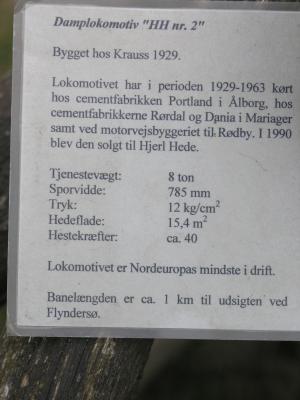 Damplokomotiv "HH nr. 2"
Bygget hos Krauss 1929.
Lokomotivet har i perioden 1929-1963 kørt
hos cementfabrikken Portland i Ålborg, hos
cementfabrikkerne Rørdal og Dania i Mariager
samt ved motorvejsbyggeriet til Rødby. I 1990
blev den solgt til Hjerl Hede.
Tjenestevægt: 8 ton
Sporvidde: 785 mm
Tryk: 12 kg/cm²
Hedeflade: 15,4 m²
Hestekræfter: ca. 40
Lokomotivet er Nordeuropas mindste i drift.
Banelængden er ca. 1 km til udsigten ved
Flyndersø.